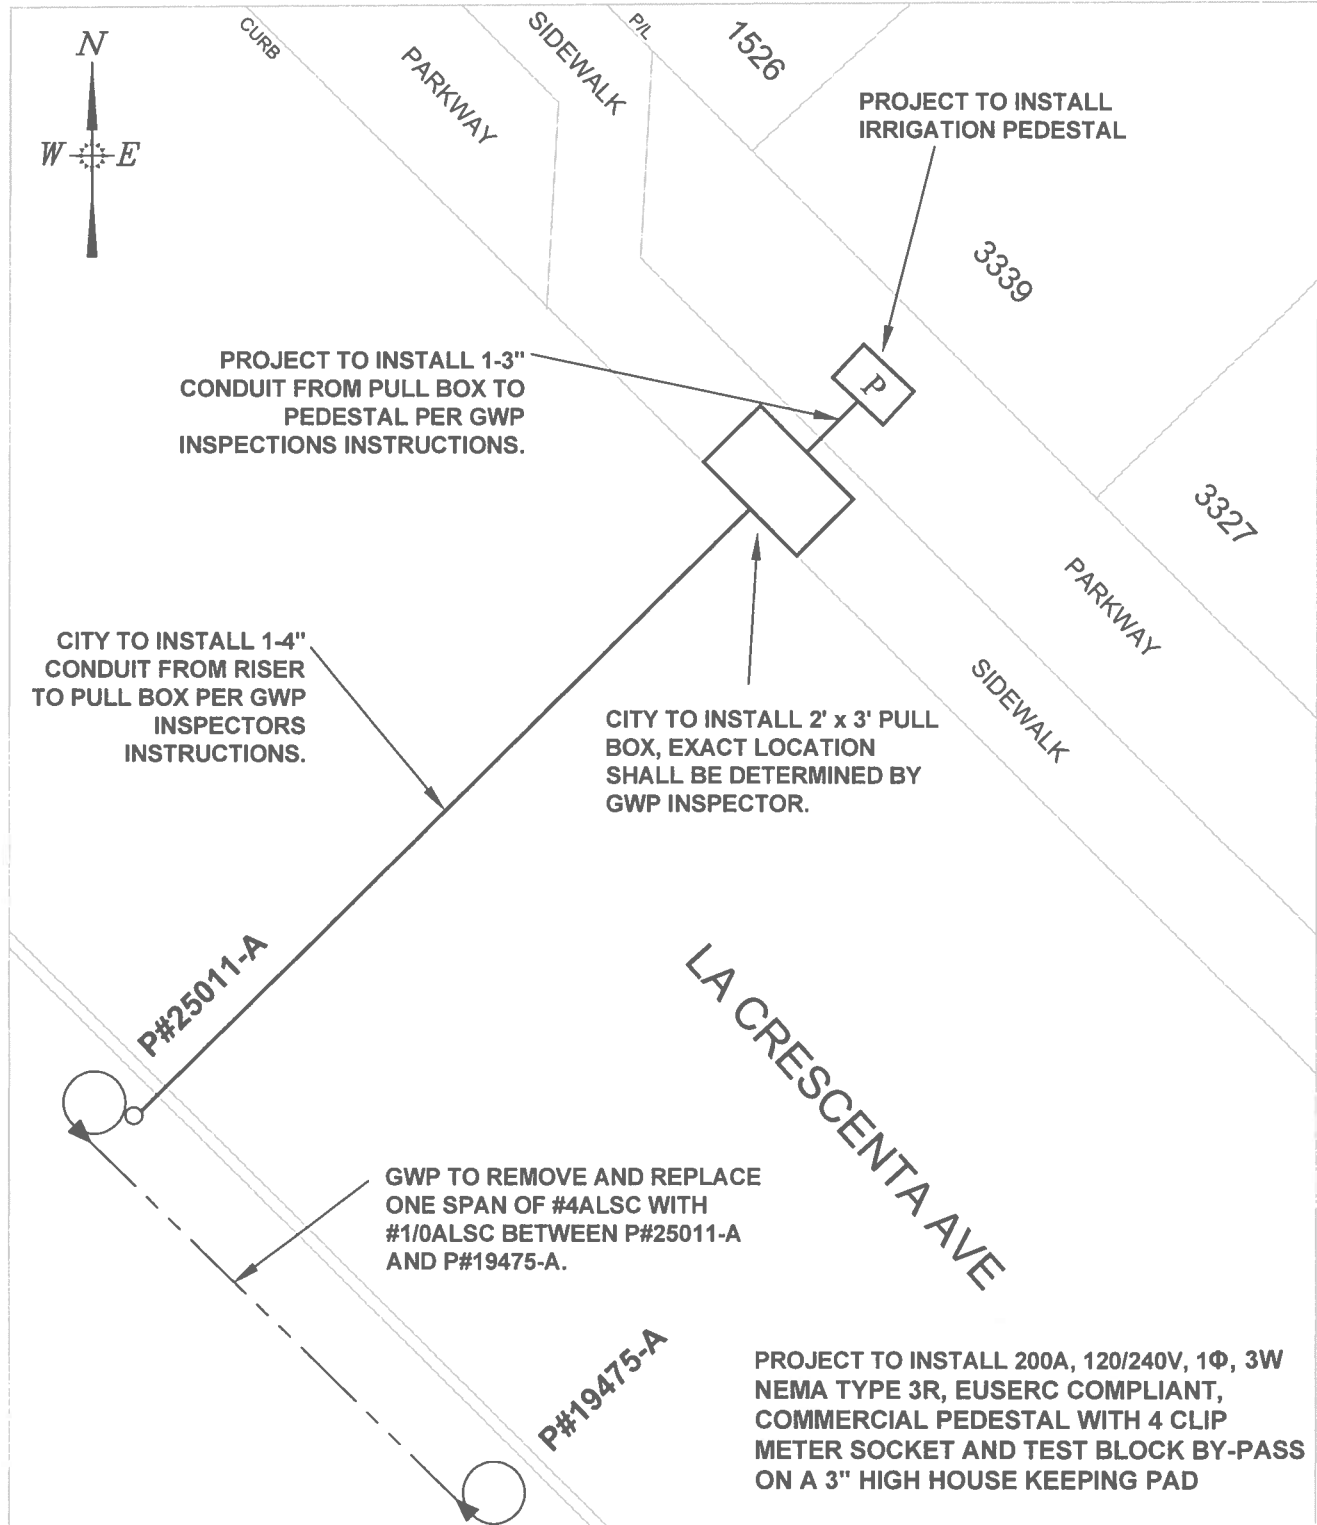 N
W E
CURB
PARKWAY
SIDEWALK
P/L
1526
PROJECT TO INSTALL
IRRIGATION PEDESTAL
3339
PROJECT TO INSTALL 1-3"
CONDUIT FROM PULL BOX TO
PEDESTAL PER GWP
INSPECTIONS INSTRUCTIONS.
P
3327
PARKWAY
SIDEWALK
CITY TO INSTALL 1-4"
CONDUIT FROM RISER
TO PULL BOX PER GWP
INSPECTORS
INSTRUCTIONS.
CITY TO INSTALL 2' x 3' PULL
BOX, EXACT LOCATION
SHALL BE DETERMINED BY
GWP INSPECTOR.
P#25011-A
LA CRESCENTA AVE
GWP TO REMOVE AND REPLACE
ONE SPAN OF #4ALSC WITH
#1/0ALSC BETWEEN P#25011-A
AND P#19475-A.
P#19475-A
PROJECT TO INSTALL 200A, 120/240V, 1Φ, 3W
NEMA TYPE 3R, EUSERC COMPLIANT,
COMMERCIAL PEDESTAL WITH 4 CLIP
METER SOCKET AND TEST BLOCK BY-PASS
ON A 3" HIGH HOUSE KEEPING PAD